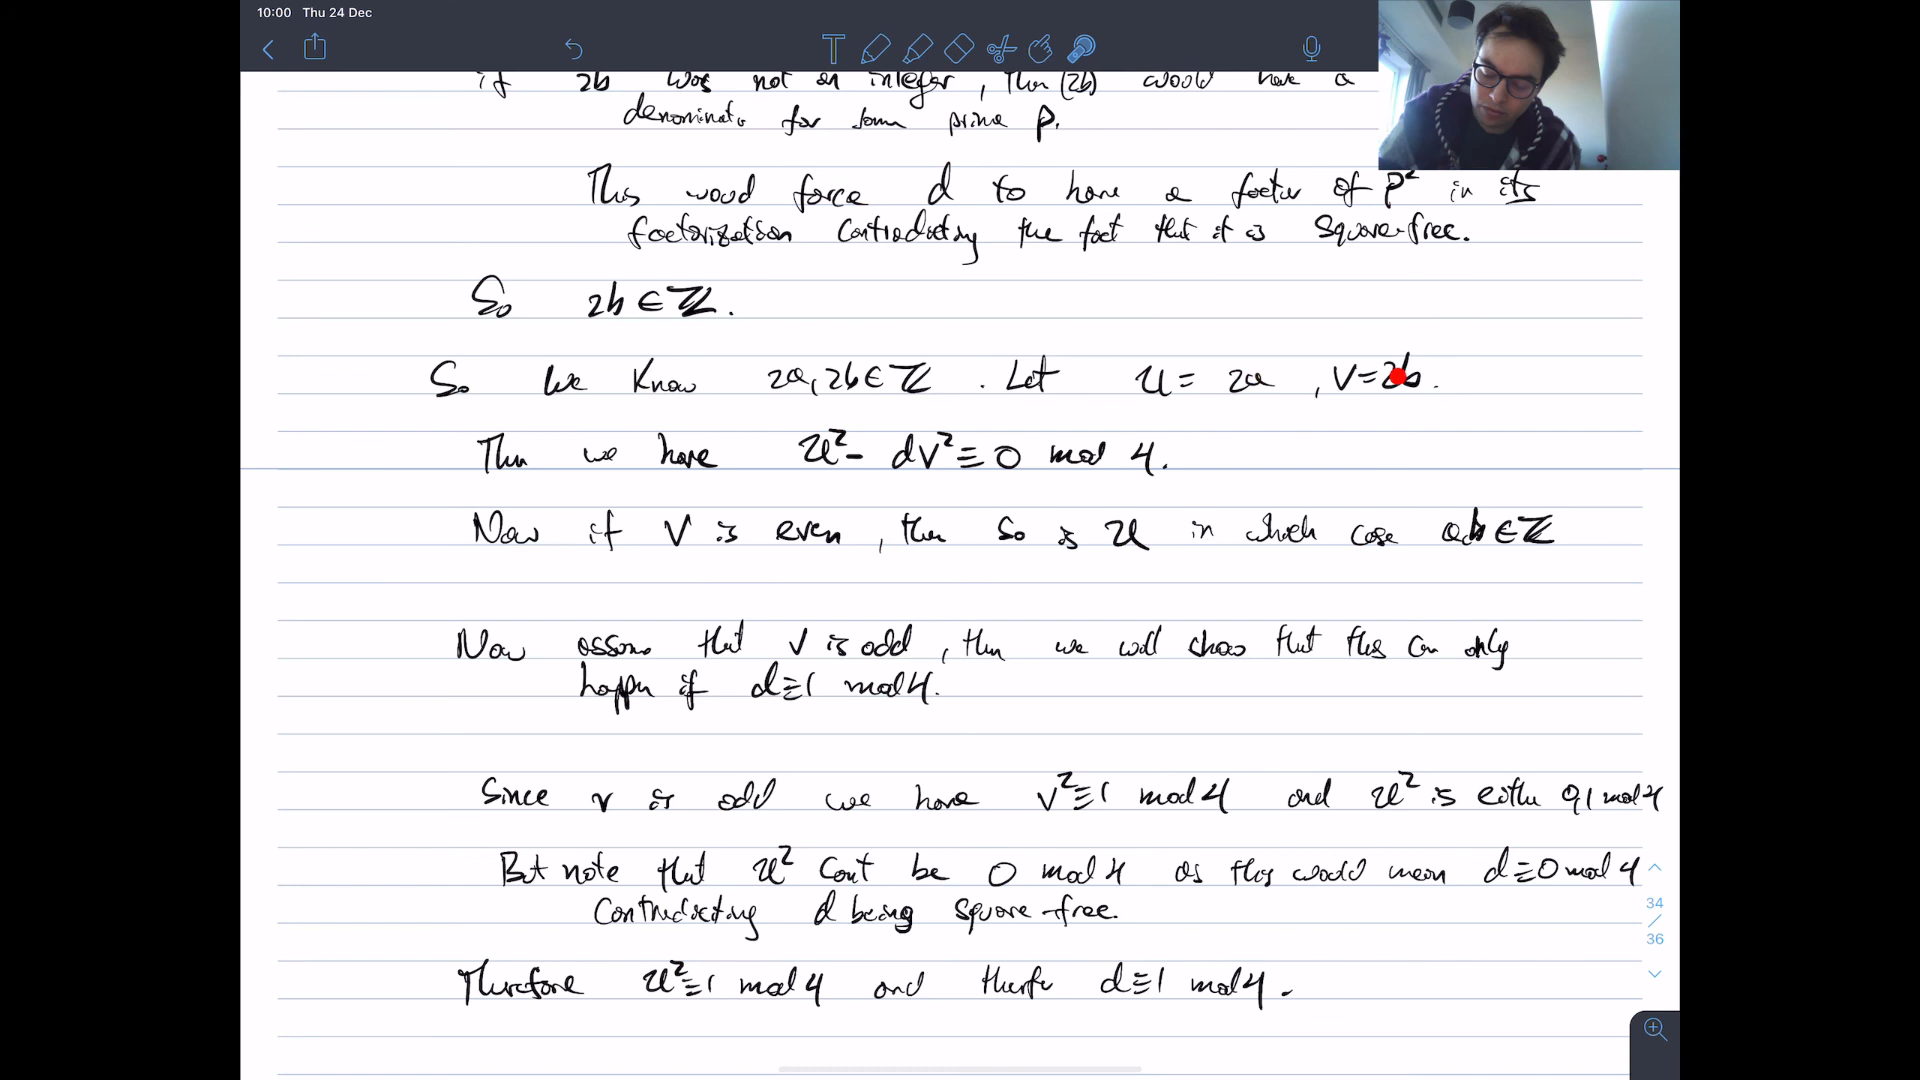 10:00 Thu 24 Dec
if 2b was not an integer, then (2b) would have a
denominator for some prime p.
This would force d to have a factor of p² in its
factorization contradicting the fact that it is square-free.
So 2b ∈ ℤ.
So we know 2a, 2b ∈ ℤ. Let u = 2a, v = 2b.
Then we have u² - dv² ≡ 0 mod 4.
Now if v is even, then so is u in which case a,b ∈ ℤ
Now assume that v is odd, then we will show that this can only
happen if d ≡ 1 mod 4.
Since v is odd we have v² ≡ 1 mod 4 and u² is either 0,1 mod 4
But note that u² can't be 0 mod 4 as this would mean d ≡ 0 mod 4
contradicting d being square-free.
Therefore u² ≡ 1 mod 4 and therefore d ≡ 1 mod 4.
34
/
36